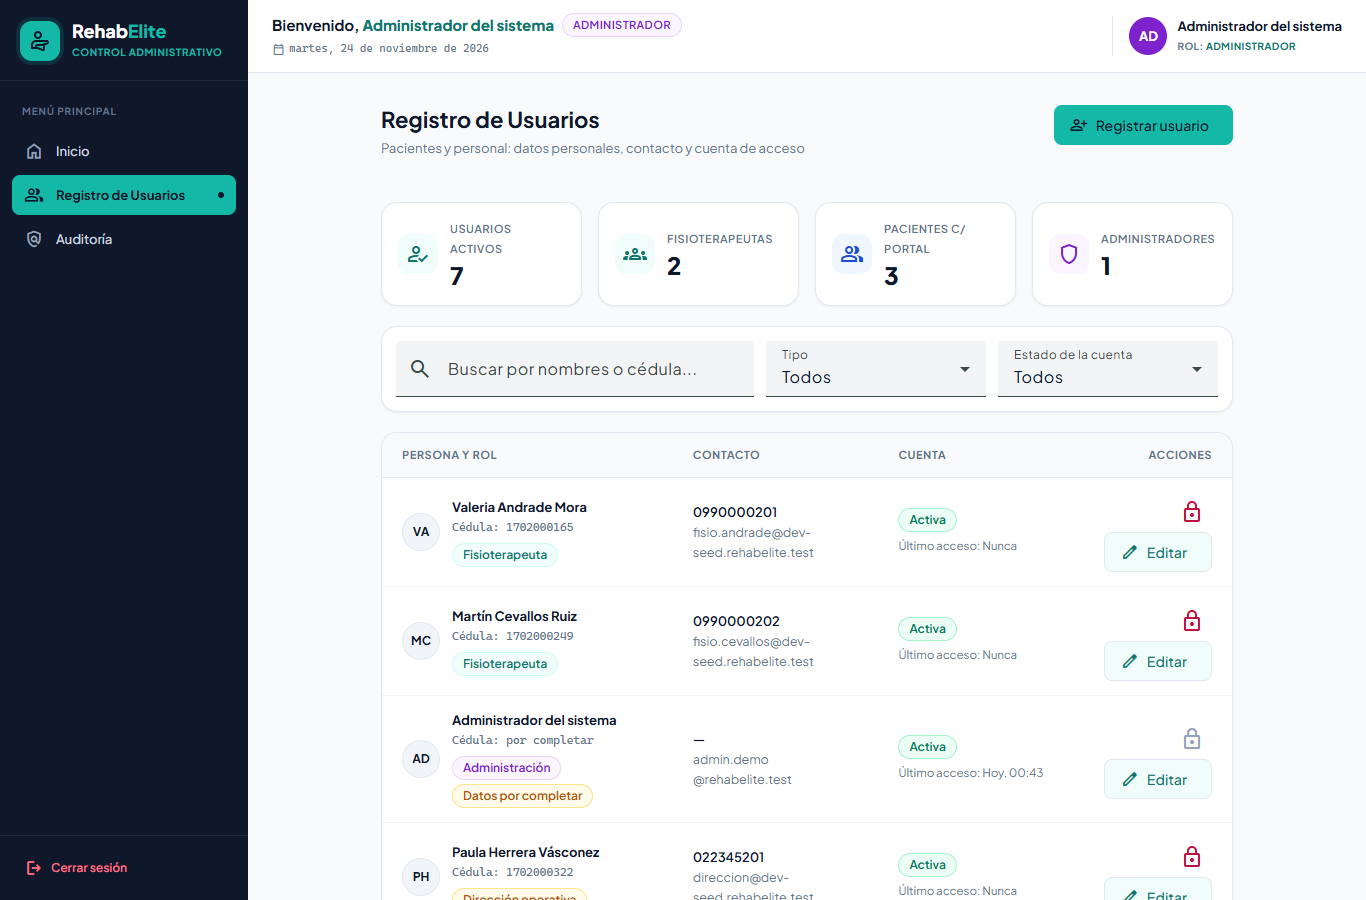 RehabElite
CONTROL ADMINISTRATIVO
MENÚ PRINCIPAL
Inicio
Registro de Usuarios
Auditoría
Cerrar sesión
Bienvenido, Administrador del sistema ADMINISTRADOR
martes, 24 de noviembre de 2026
AD
Administrador del sistema
ROL: ADMINISTRADOR
Registro de Usuarios
Pacientes y personal: datos personales, contacto y cuenta de acceso
Registrar usuario
USUARIOS
ACTIVOS
7
FISIOTERAPEUTAS
2
PACIENTES C/
PORTAL
3
ADMINISTRADORES
1
Buscar por nombres o cédula...
Tipo
Todos
Estado de la cuenta
Todos
PERSONA Y ROL CONTACTO CUENTA ACCIONES
VA
Valeria Andrade Mora
Cédula: 1702000165
Fisioterapeuta
0990000201
fisio.andrade@dev-
seed.rehabelite.test
Activa
Último acceso: Nunca
Editar
MC
Martín Cevallos Ruiz
Cédula: 1702000249
Fisioterapeuta
0990000202
fisio.cevallos@dev-
seed.rehabelite.test
Activa
Último acceso: Nunca
Editar
AD
Administrador del sistema
Cédula: por completar
Administración
Datos por completar
—
admin.demo
@rehabelite.test
Activa
Último acceso: Hoy, 00:43
Editar
PH
Paula Herrera Vásconez
Cédula: 1702000322
Dirección operativa
022345201
direccion@dev-
seed.rehabelite.test
Activa
Último acceso: Nunca
Editar